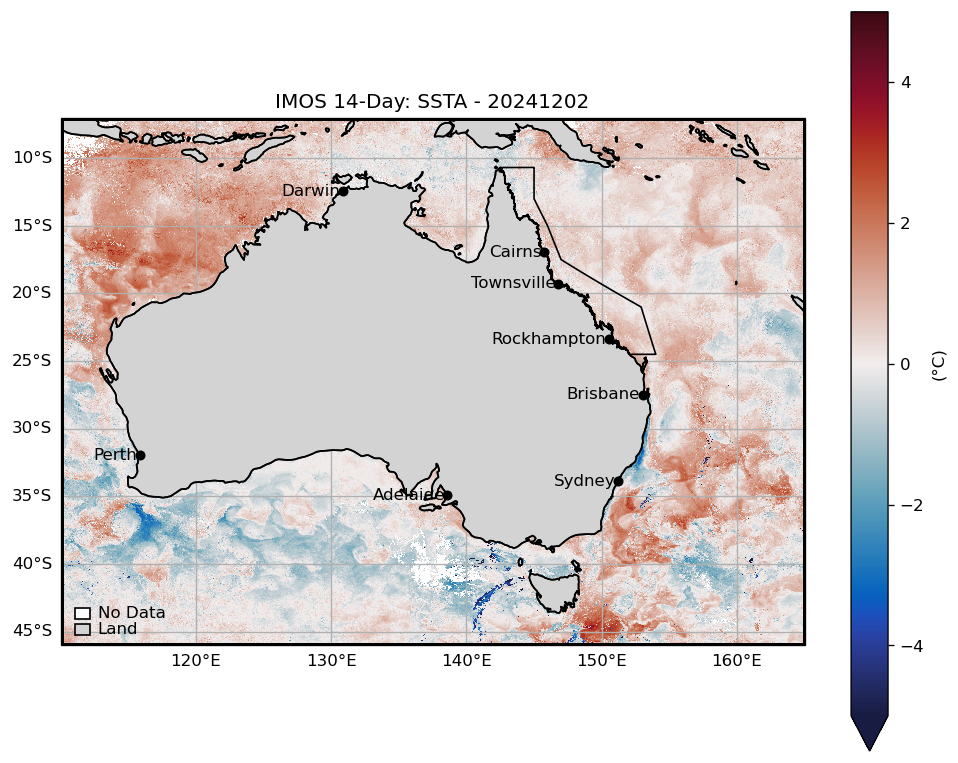 IMOS 14-Day: SSTA - 20241202
4
10°S
Darwin
15°S
2
Cairns
20°S
Townsville
Rockhampton
25°S
0
(°C)
Brisbane
30°S
Perth
Sydney
35°S
Adelaide
−2
40°S
No Data
Land
45°S
−4
120°E 130°E 140°E 150°E 160°E